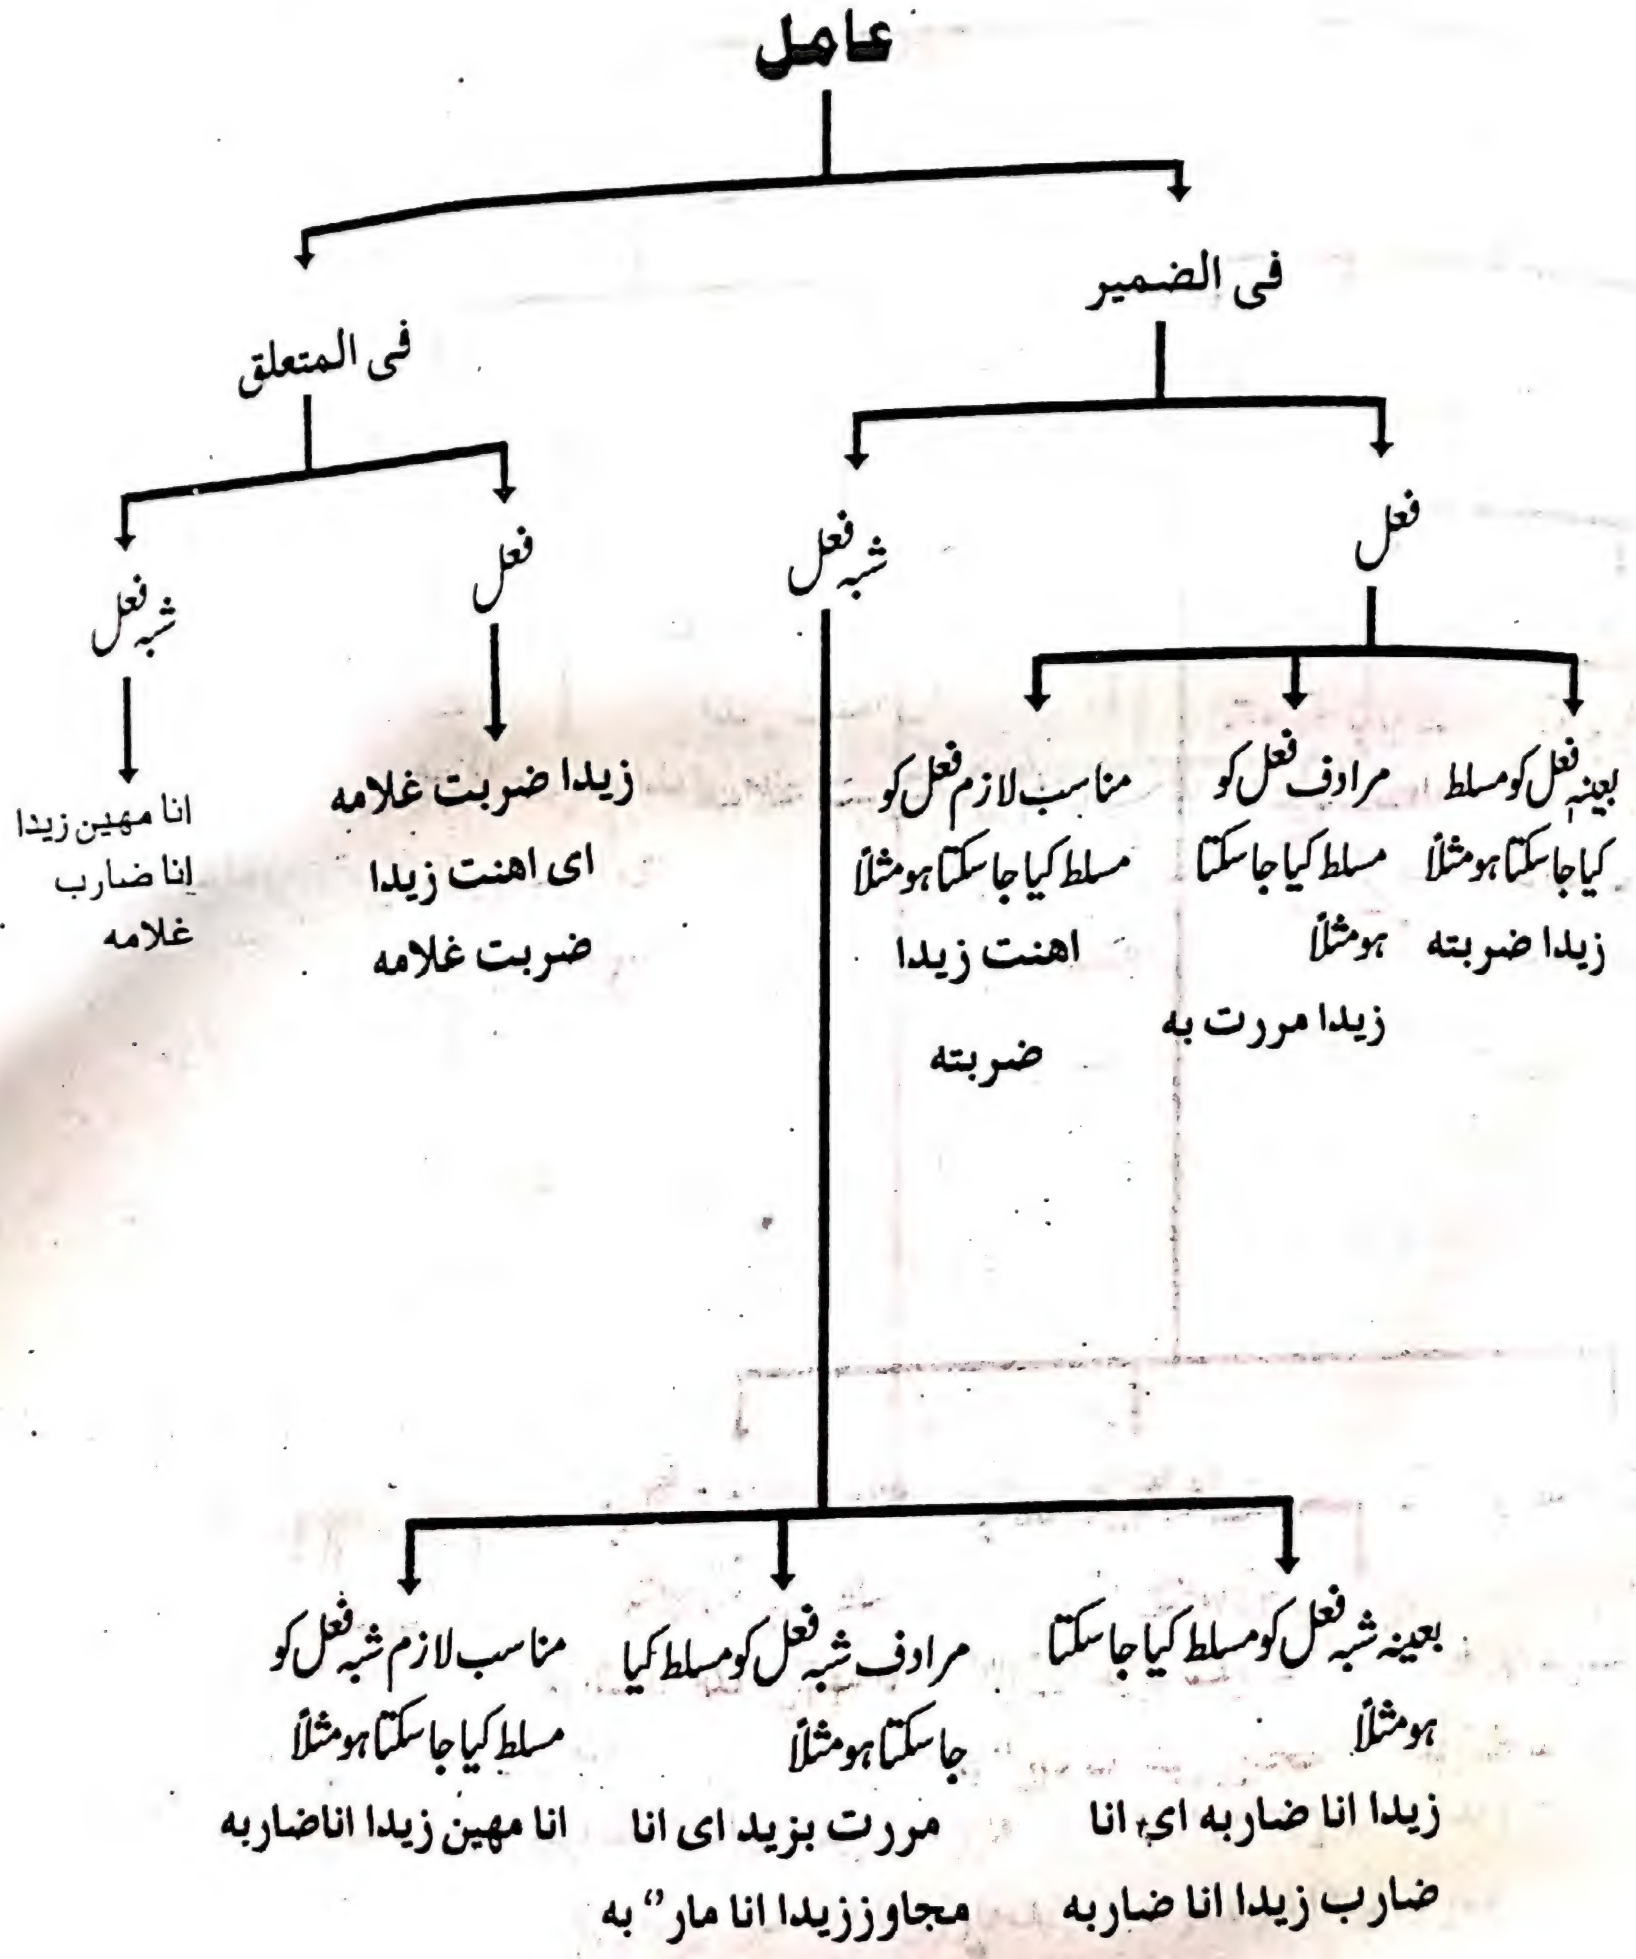 عامل
فی الضمیر
فی المتعلق
فعل
شبہ فعل
فعل
شبہ فعل
بعینہٖ فعل کو مسلط
کیا جا سکتا ہو مثلاً
زیدا ضربته
مرادف فعل کو
مسلط کیا جا سکتا
ہو مثلاً
زیدا مررت به
مناسب لازم فعل کو
مسلط کیا جا سکتا ہو مثلاً
اهنت زیدا
ضربته
زیدا ضربت غلامه
ای اهنت زیدا
ضربت غلامه
انا مهین زیدا
انا ضارب
غلامه
بعینہ شبہ فعل کو مسلط کیا جا سکتا
ہو مثلاً
زیدا انا ضاربه ای انا
ضارب زیدا انا ضاربه
مرادف شبہ فعل کو مسلط کیا
جا سکتا ہو مثلاً
مررت بزید ای انا
مجاوز زیدا انا مار به
مناسب لازم شبہ فعل کو
مسلط کیا جا سکتا ہو مثلاً
انا مهین زیدا انا ضاربه